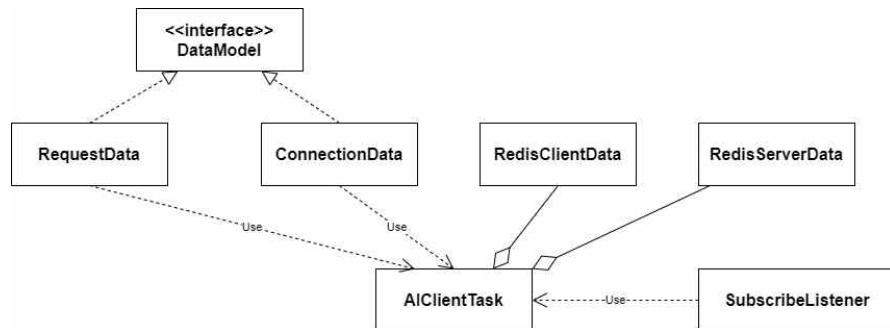 <<interface>>
DataModel
RequestData
ConnectionData
RedisClientData
RedisServerData
Use
Use
AIClientTask
Use
SubscribeListener